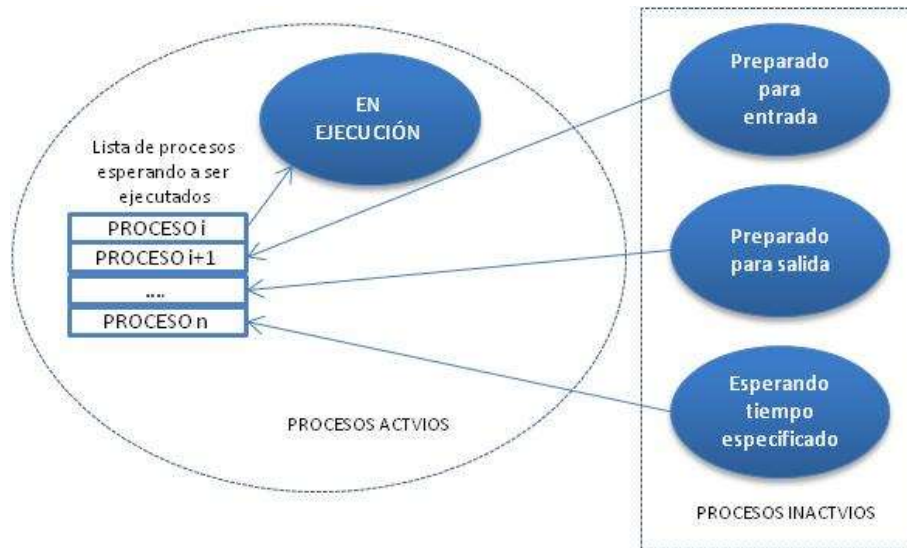 EN
EJECUCIÓN
Lista de procesos
esperando a ser
ejecutados
PROCESO i
PROCESO i+1
....
PROCESO n
PROCESOS ACTVIOS
Preparado
para
entrada
Preparado
para salida
Esperando
tiempo
especificado
PROCESOS INACTVIOS